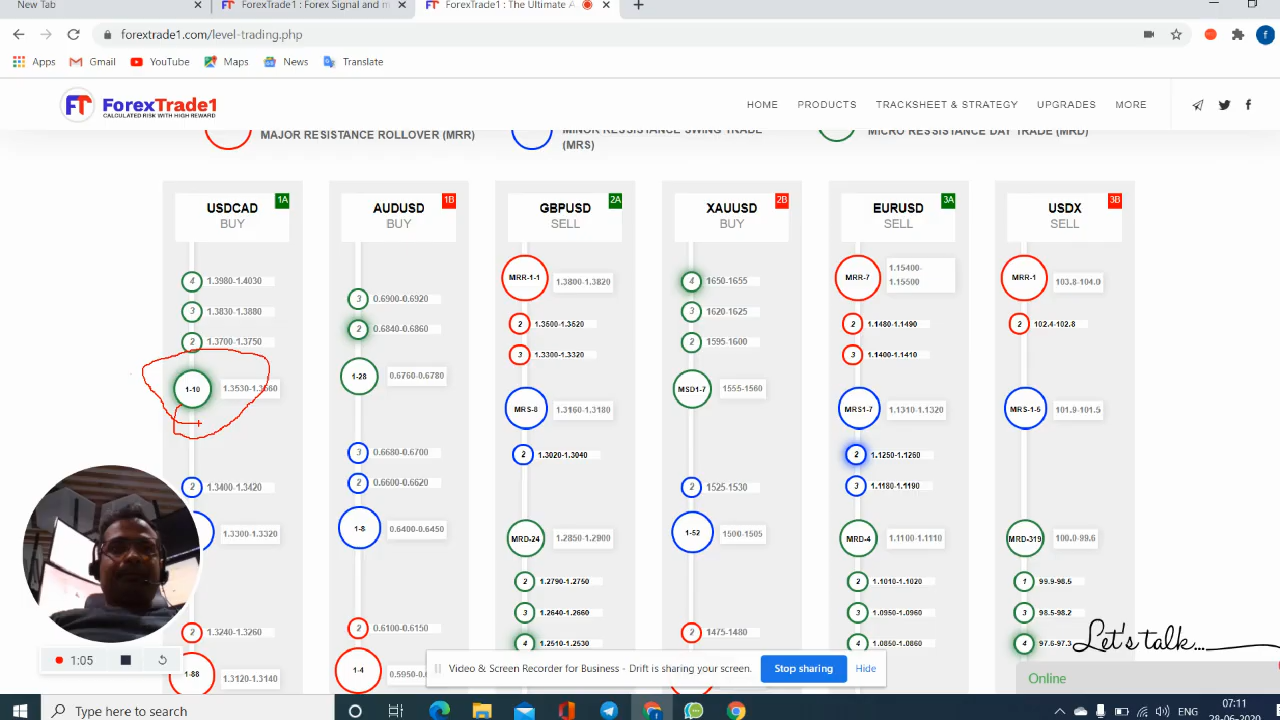 New Tab
ForexTrade1 : Forex Signal and m
ForexTrade1 : The Ultimate A
forextrade1.com/level-trading.php
Apps
Gmail
YouTube
Maps
News
Translate
FT ForexTrade1
CALCULATED RISK WITH HIGH REWARD
HOME
PRODUCTS
TRACKSHEET & STRATEGY
UPGRADES
MORE
MAJOR RESISTANCE ROLLOVER (MRR)
MINOR RESSISTANCE SWING TRADE
(MRS)
MICRO RESSISTANCE DAY TRADE (MRD)
USDCAD
BUY
1A
4 1.3980-1.4030
3 1.3830-1.3880
2 1.3700-1.3750
1-10
2 1.3400-1.3420
1.3300-1.3320
2 1.3240-1.3260
1-88 1.3120-1.3140
AUDUSD
BUY
1B
3 0.6900-0.6920
2 0.6840-0.6860
1-28 0.6760-0.6780
3 0.6680-0.6700
2 0.6600-0.6620
1-8 0.6400-0.6450
2 0.6100-0.6150
1-4
GBPUSD
SELL
2A
MRR-1-1 1.3800-1.3820
2 1.3500-1.3520
3 1.3300-1.3320
MRS-8 1.3160-1.3180
2 1.3020-1.3040
MRD-24 1.2850-1.2900
2 1.2790-1.2750
3 1.2640-1.2660
4 1.2510-1.2530
XAUUSD
BUY
2B
4 1650-1655
3 1620-1625
2 1595-1600
MSD1-7 1555-1560
2 1525-1530
1-52 1500-1505
2 1475-1480
EURUSD
SELL
3A
MRR-7 1.15400-
1.15500
2 1.1480-1.1490
3 1.1400-1.1410
MRS1-7 1.1310-1.1320
2 1.1250-1.1260
3 1.1180-1.1190
MRD-4 1.1100-1.1110
2 1.1010-1.1020
3 1.0950-1.0960
4 1.0850-1.0860
USDX
SELL
3B
MRR-1 103.8-104.0
2 102.4-102.8
MRS-1-5 101.9-101.5
MRD-319 100.0-99.6
1 99.9-98.5
3 98.5-98.2
4 97.6-97.3
Let's talk...
Online
1:05
Video & Screen Recorder for Business - Drift is sharing your screen.
Stop sharing
Hide
Type here to search
ENG
07:11
28-06-2020